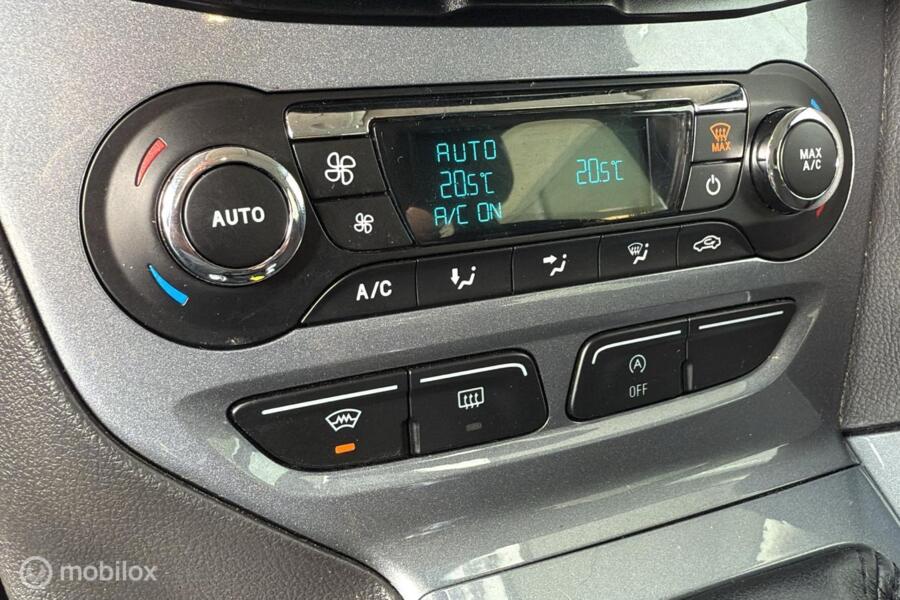 AUTO
20.5°C 20.5°C
A/C ON
MAX
MAX
A/C
AUTO
A/C
A
OFF
mobilox